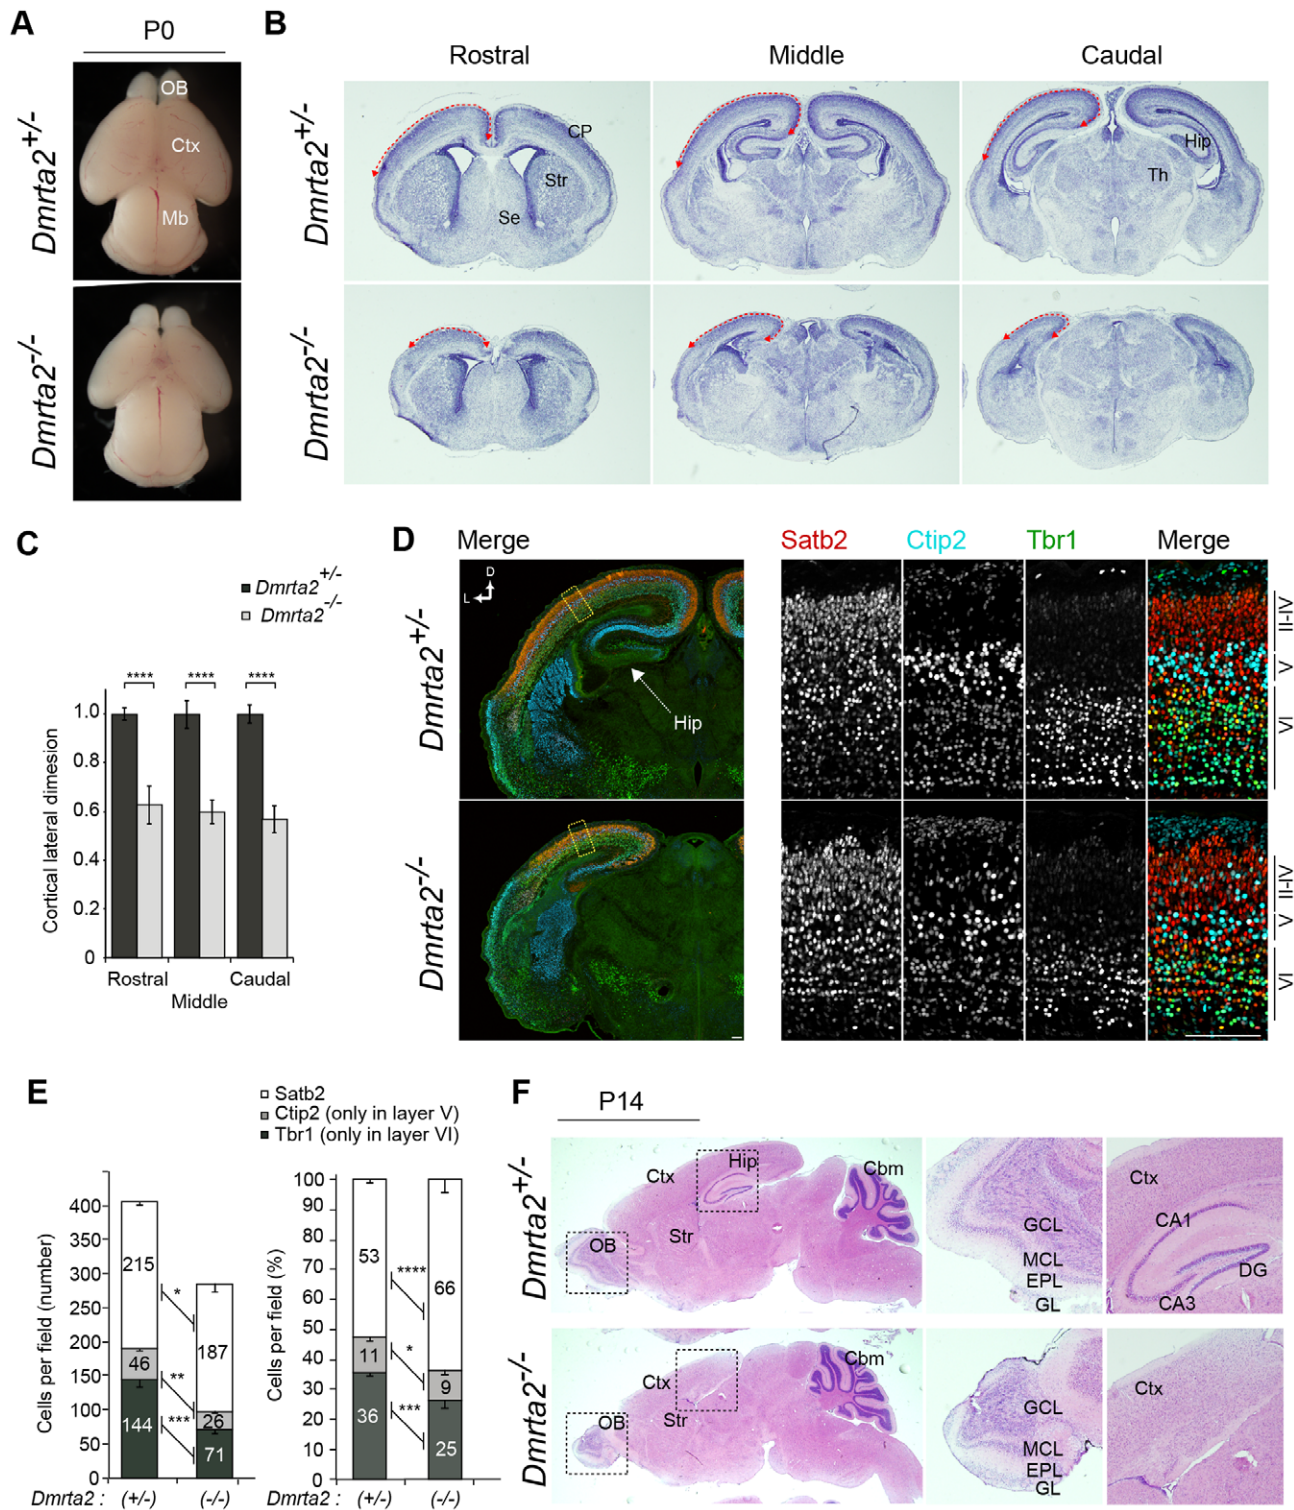 A
P0
OB
Ctx
Mb
Dmrta2+/-
Dmrta2-/-
B
Rostral
Middle
Caudal
Dmrta2+/-
CP
Str
Se
Hip
Th
Dmrta2-/-
C
Dmrta2+/-
Dmrta2-/-
**** **** ****
Cortical lateral dimesion
1.0
0.8
0.6
0.4
0.2
0
Rostral
Middle
Caudal
D
Merge
Satb2
Ctip2
Tbr1
Merge
Dmrta2+/-
D
L
Hip
II-IV
V
VI
Dmrta2-/-
II-IV
V
VI
E
Satb2
Ctip2 (only in layer V)
Tbr1 (only in layer VI)
Cells per field (number)
400
350
300
250
200
150
100
50
0
215
46
144
*
**
***
187
26
71
Dmrta2 : (+/-) (-/-)
Cells per field (%)
100
90
80
70
60
50
40
30
20
10
0
53
11
36
****
*
***
66
9
25
Dmrta2 : (+/-) (-/-)
F
P14
Dmrta2+/-
Ctx
Hip
Cbm
OB
Str
GCL
MCL
EPL
GL
Ctx
CA1
DG
CA3
Dmrta2-/-
Ctx
Cbm
OB
Str
GCL
MCL
EPL
GL
Ctx